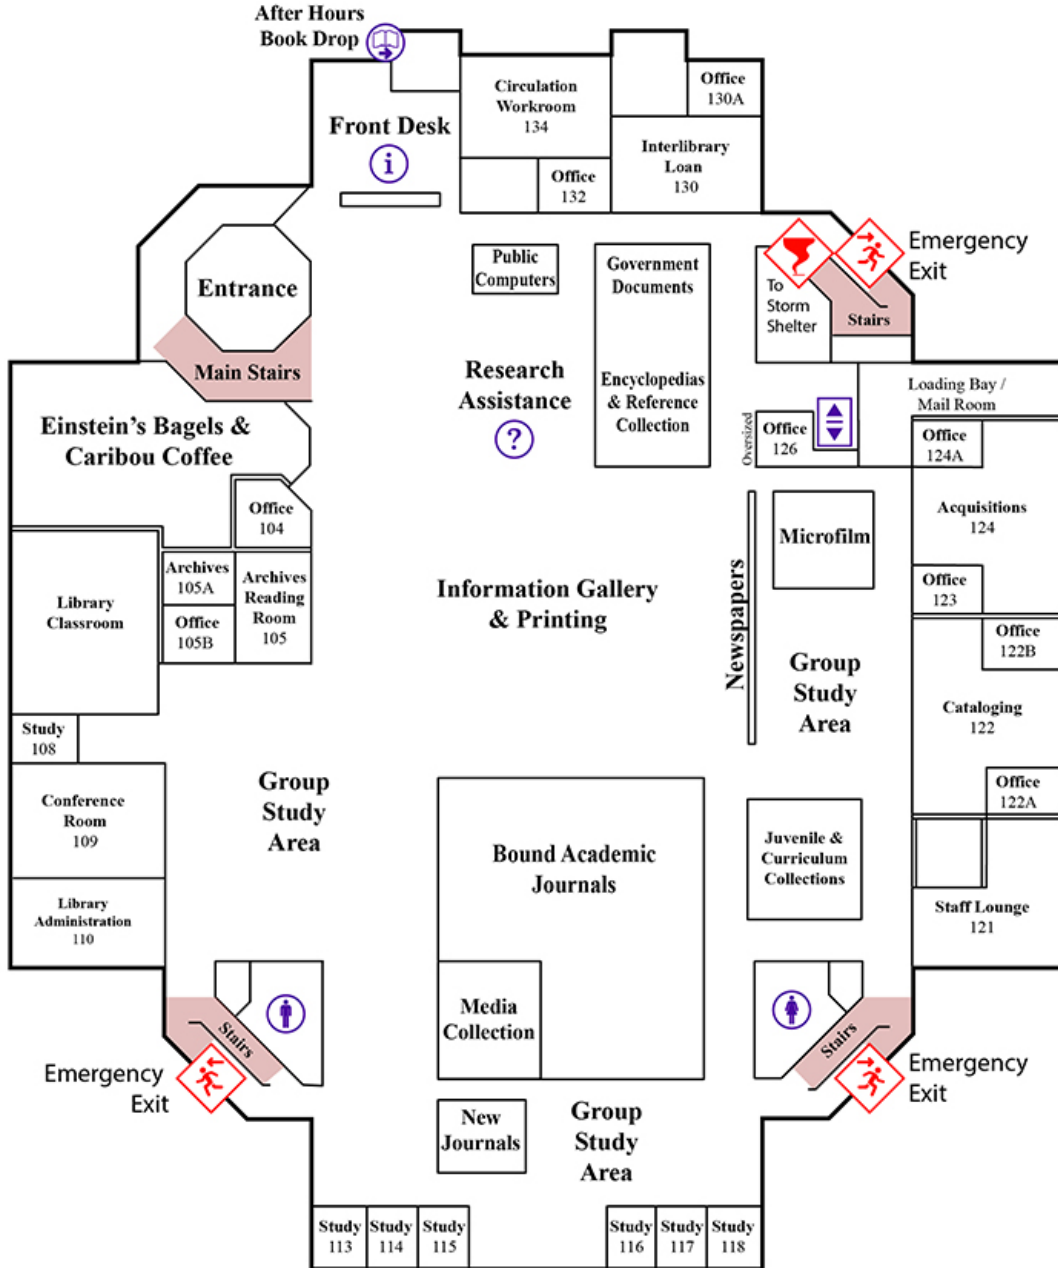 After Hours
Book Drop
Front Desk
i
Circulation
Workroom
134
Office
132
Office
130A
Interlibrary
Loan
130
Entrance
Main Stairs
Public
Computers
Government
Documents
Encyclopedias
& Reference
Collection
To
Storm
Shelter
Stairs
Emergency
Exit
Research
Assistance
?
Oversized
Office
126
Loading Bay /
Mail Room
Office
124A
Acquisitions
124
Office
123
Einstein's Bagels &
Caribou Coffee
Office
104
Archives
105A
Office
105B
Archives
Reading
Room
105
Library
Classroom
Information Gallery
& Printing
Newspapers
Microfilm
Group
Study
Area
Office
122B
Cataloging
122
Office
122A
Study
108
Conference
Room
109
Library
Administration
110
Group
Study
Area
Bound Academic
Journals
Juvenile &
Curriculum
Collections
Staff Lounge
121
Media
Collection
Stairs
Emergency
Exit
Stairs
Emergency
Exit
New
Journals
Group
Study
Area
Study
113
Study
114
Study
115
Study
116
Study
117
Study
118